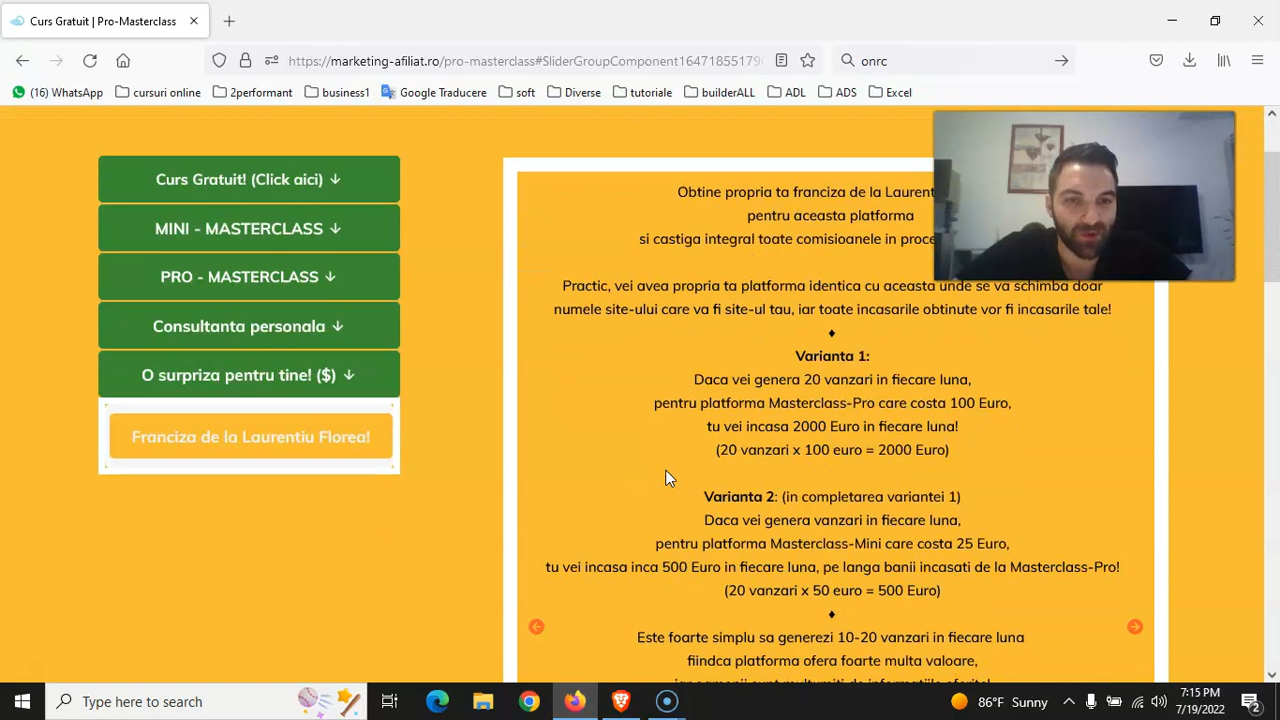 Curs Gratuit | Pro-Masterclass
https://marketing-afiliat.ro/pro-masterclass#SliderGroupComponent1647185517
onrc
(16) WhatsApp
cursuri online
2performant
business1
Google Traducere
soft
Diverse
tutoriale
builderALL
ADL
ADS
Excel
Curs Gratuit! (Click aici) ↓
MINI - MASTERCLASS ↓
PRO - MASTERCLASS ↓
Consultanta personala ↓
O surpriza pentru tine! ($) ↓
Franciza de la Laurentiu Florea!
Obtine propria ta franciza de la
pentru aceasta platforma
si castiga integral toate comisioanele in
Practic, vei avea propria ta platforma identica cu aceasta unde se va schimba doar
numele site-ului care va fi site-ul tau, iar toate incasarile obtinute vor fi incasarile tale!
♦
Varianta 1:
Daca vei genera 20 vanzari in fiecare luna,
pentru platforma Masterclass-Pro care costa 100 Euro,
tu vei incasa 2000 Euro in fiecare luna!
(20 vanzari x 100 euro = 2000 Euro)
Varianta 2: (in completarea variantei 1)
Daca vei genera vanzari in fiecare luna,
pentru platforma Masterclass-Mini care costa 25 Euro,
tu vei incasa inca 500 Euro in fiecare luna, pe langa banii incasati de la Masterclass-Pro!
(20 vanzari x 50 euro = 500 Euro)
♦
Este foarte simplu sa generezi 10-20 vanzari in fiecare luna
fiindca platforma ofera foarte multa valoare,
iar oamenii sunt multumiti de informatiile oferite!
Type here to search
86°F Sunny
7:15 PM
7/19/2022
2